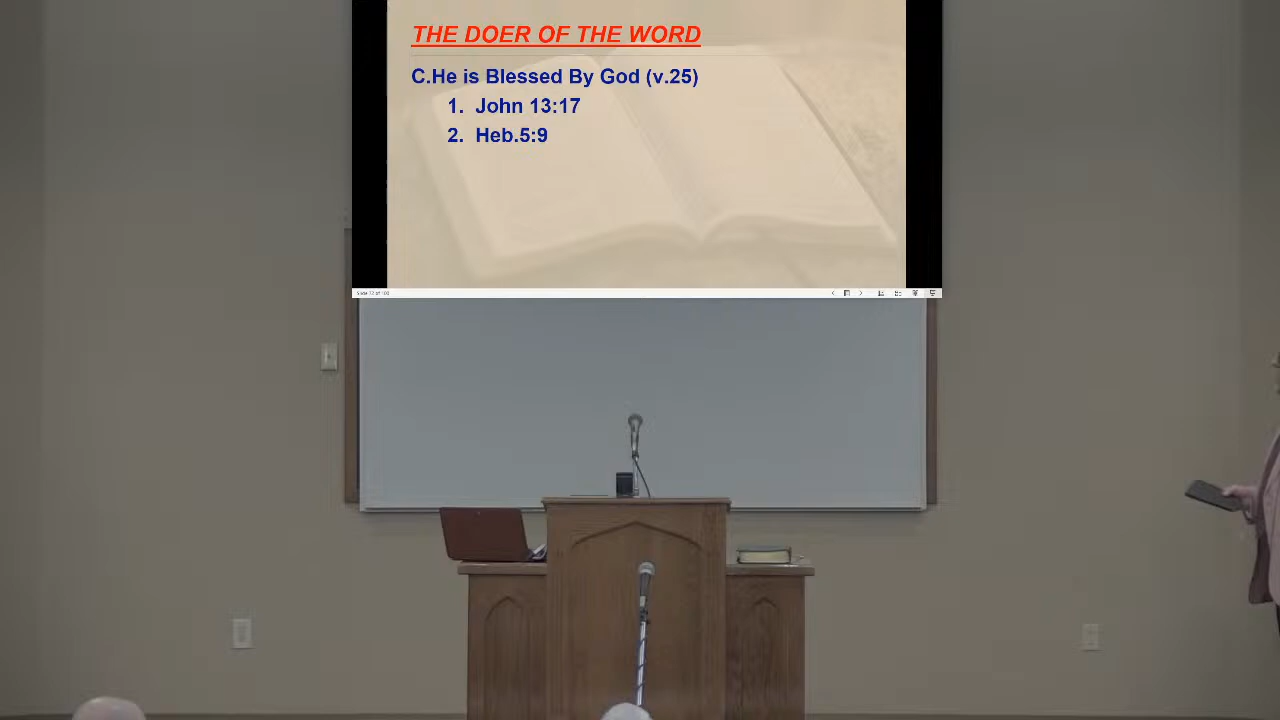 THE DOER OF THE WORD
C.He is Blessed By God (v.25)
1. John 13:17
2. Heb.5:9